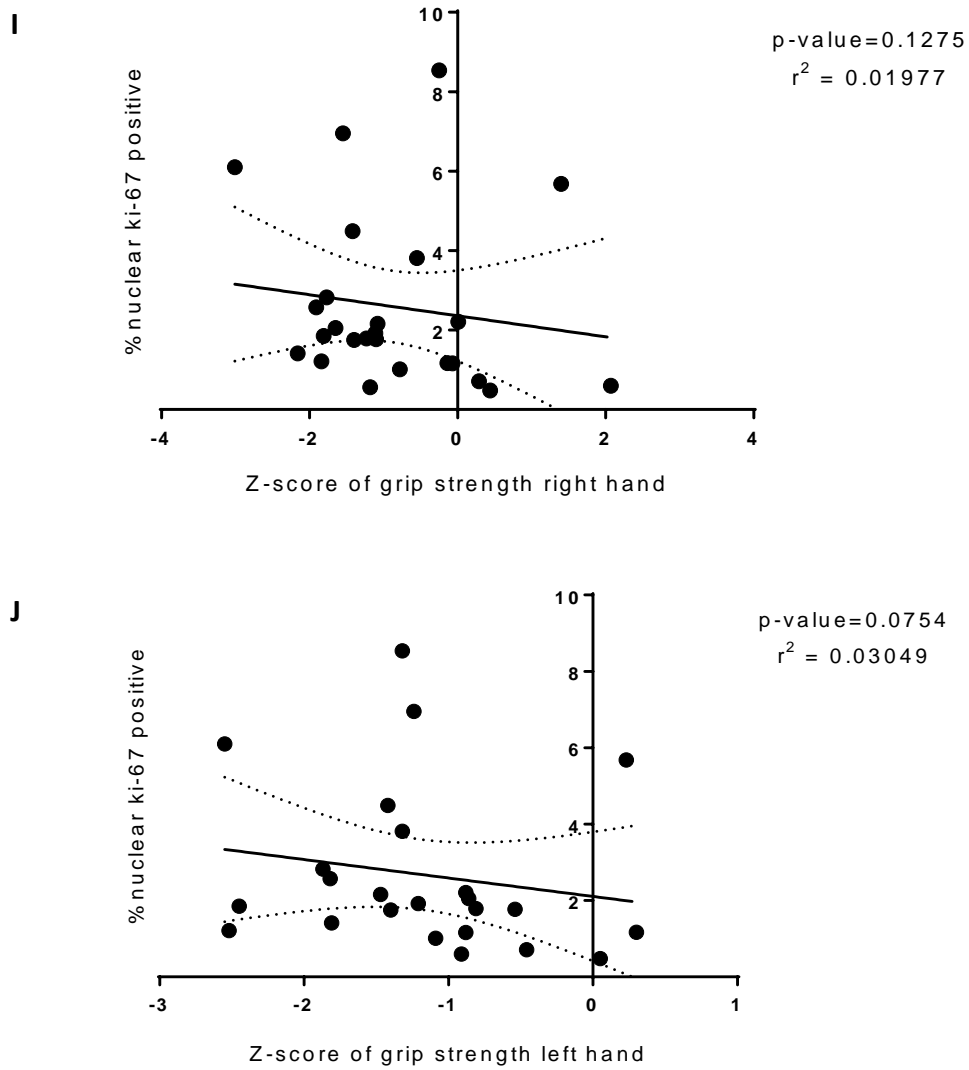 I
p-value=0.1275
r² = 0.01977
%nuclear ki-67 positive
10
8
6
4
2
-4 -2 0 2 4
Z-score of grip strength right hand
J
p-value=0.0754
r² = 0.03049
%nuclear ki-67 positive
10
8
6
4
2
-3 -2 -1 0 1
Z-score of grip strength left hand